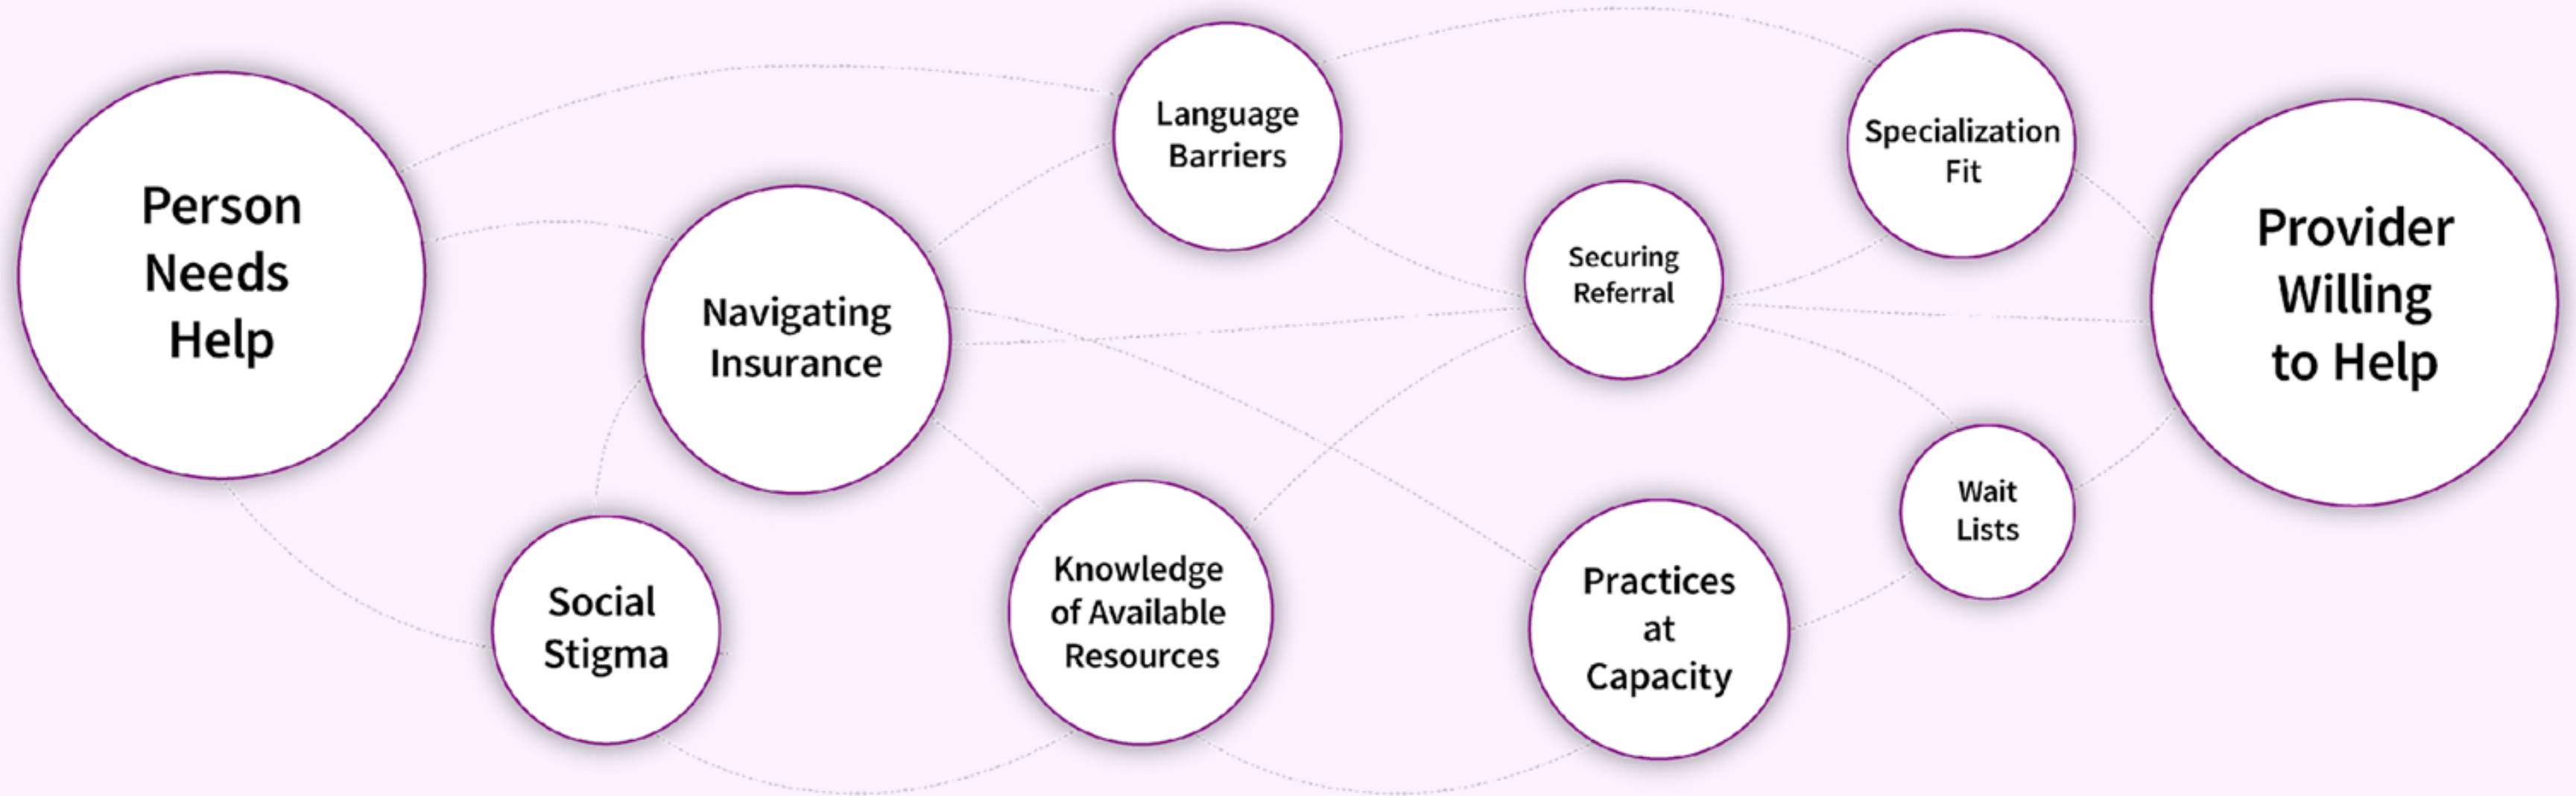 Person
Needs
Help
Navigating
Insurance
Social
Stigma
Language
Barriers
Knowledge
of Available
Resources
Securing
Referral
Practices
at
Capacity
Specialization
Fit
Wait
Lists
Provider
Willing
to Help